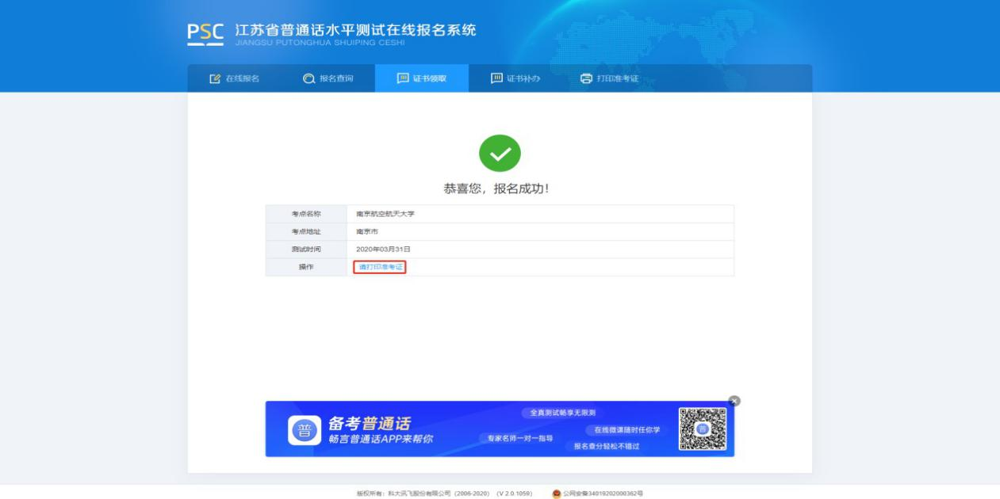 PSC 江苏省普通话水平测试在线报名系统
JIANGSU PUTONGHUA SHUIPING CESHI
在线报名 报名查询 证书领取 证书补办 打印准考证
恭喜您，报名成功！
考点名称 南京航空航天大学
考点地址 南京市
测试时间 2020年03月31日
操作 请打印准考证
普 备考普通话
畅言普通话APP来帮你
全真测试畅享无限测
在线微课随时任你学
专家名师一对一指导
报名查分轻松不错过
普
版权所有：科大讯飞股份有限公司（2006-2020）（V 2.0.1059） 公网安备34019202000362号